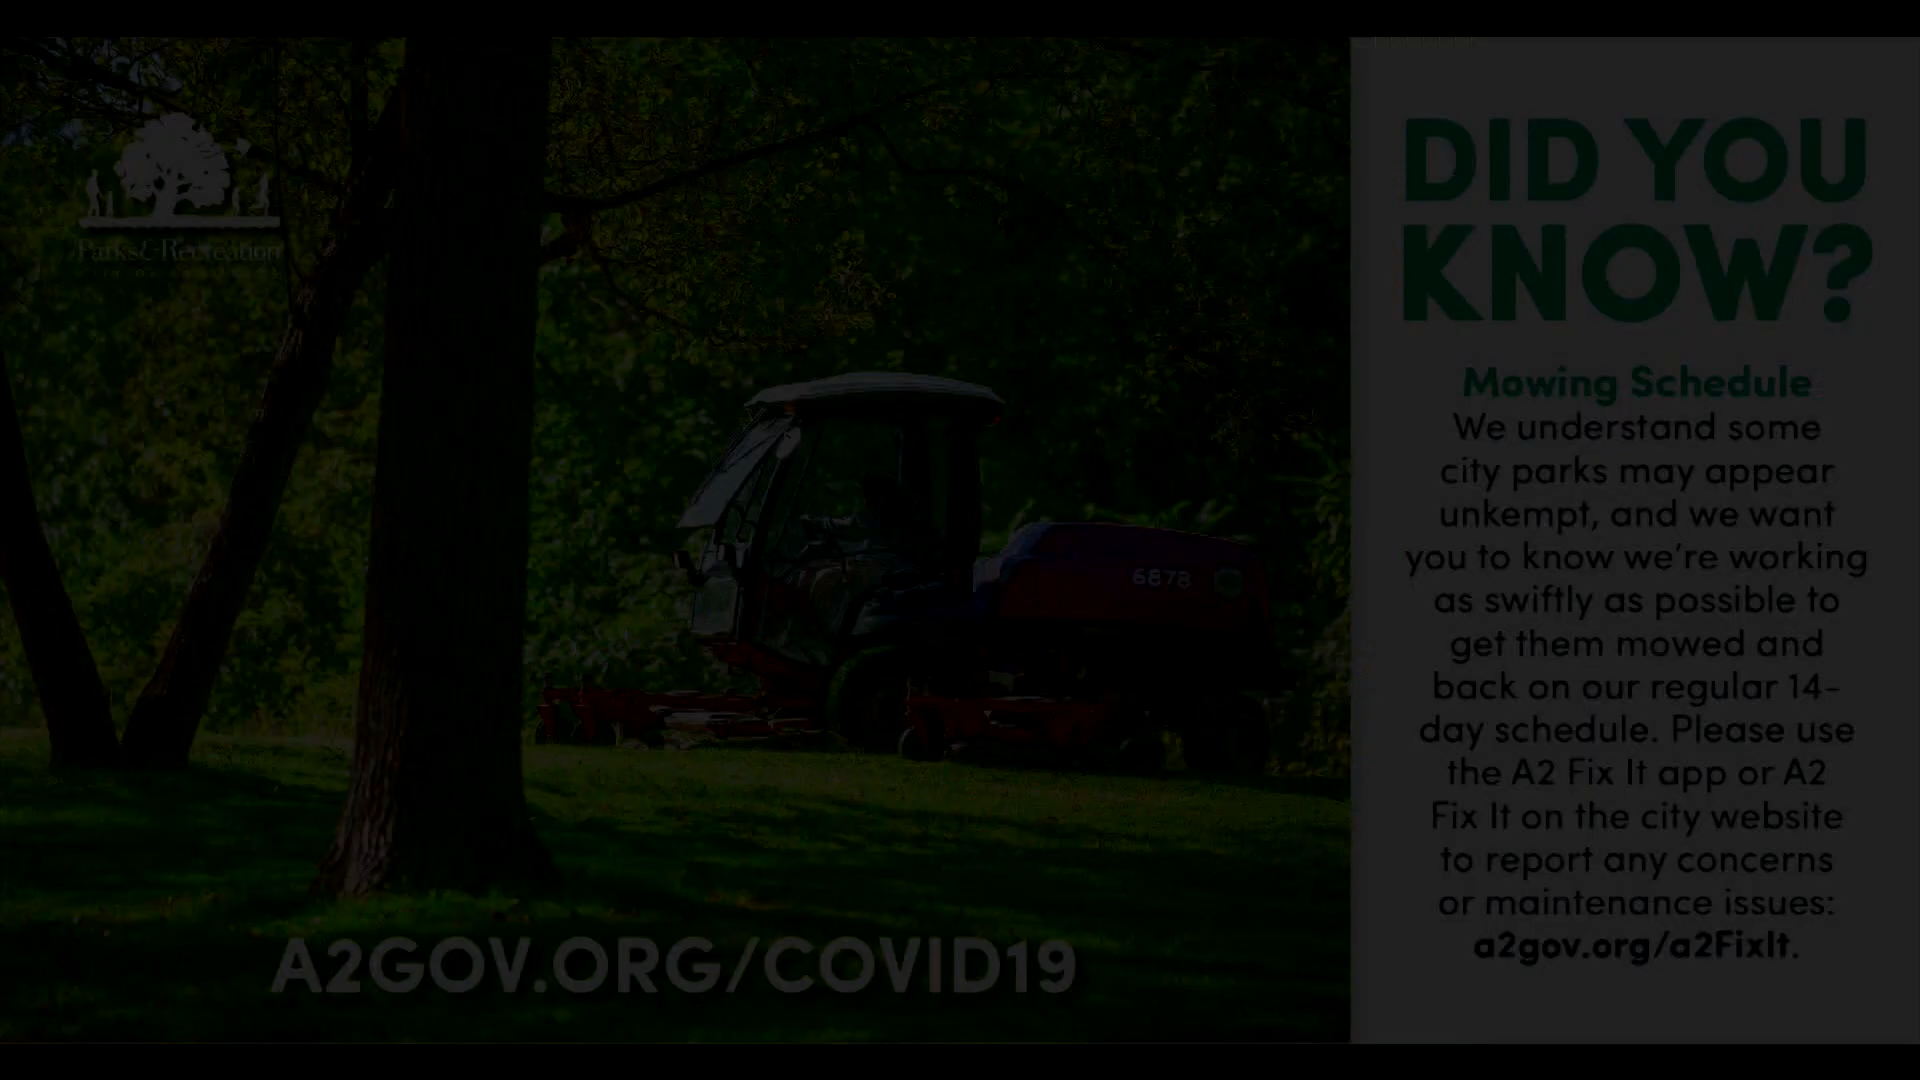 Parks & Recreation
6878
A2GOV.ORG/COVID19
DID YOU
KNOW?
Mowing Schedule
We understand some
city parks may appear
unkempt, and we want
you to know we're working
as swiftly as possible to
get them mowed and
back on our regular 14-
day schedule. Please use
the A2 Fix It app or A2
Fix It on the city website
to report any concerns
or maintenance issues:
a2gov.org/a2FixIt.